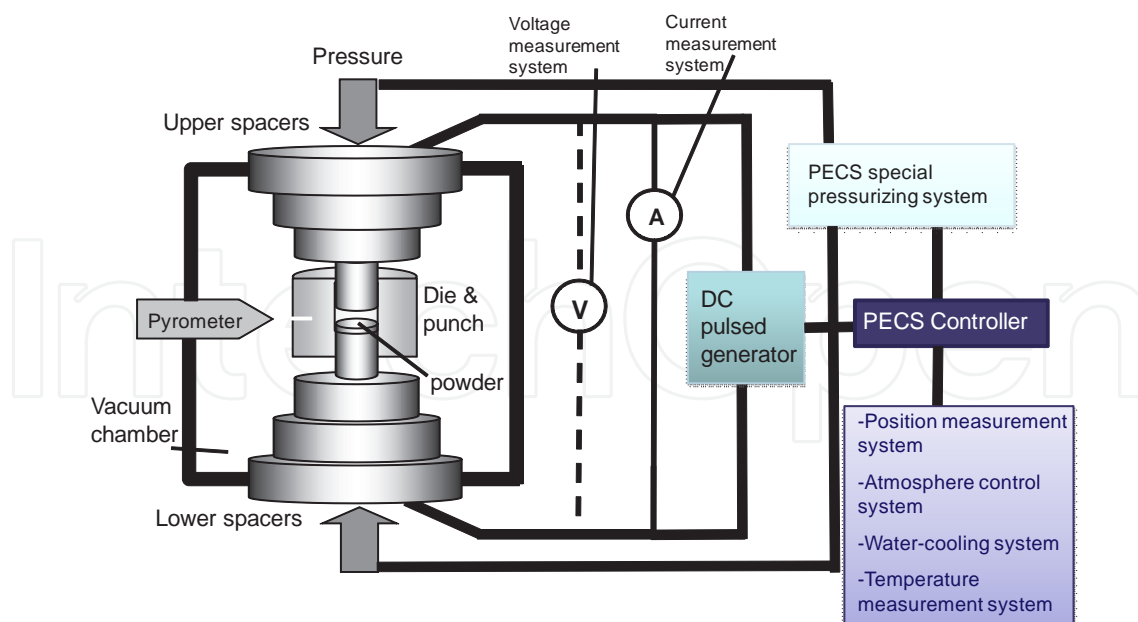 Voltage
measurement
system
Current
measurement
system
Pressure
Upper spacers
PECS special
pressurizing system
A
Die &
punch
V
DC
pulsed
generator
PECS Controller
Pyrometer
powder
Vacuum
chamber
-Position measurement
system
-Atmosphere control
system
-Water-cooling system
-Temperature
measurement system
Lower spacers
IntechOpen